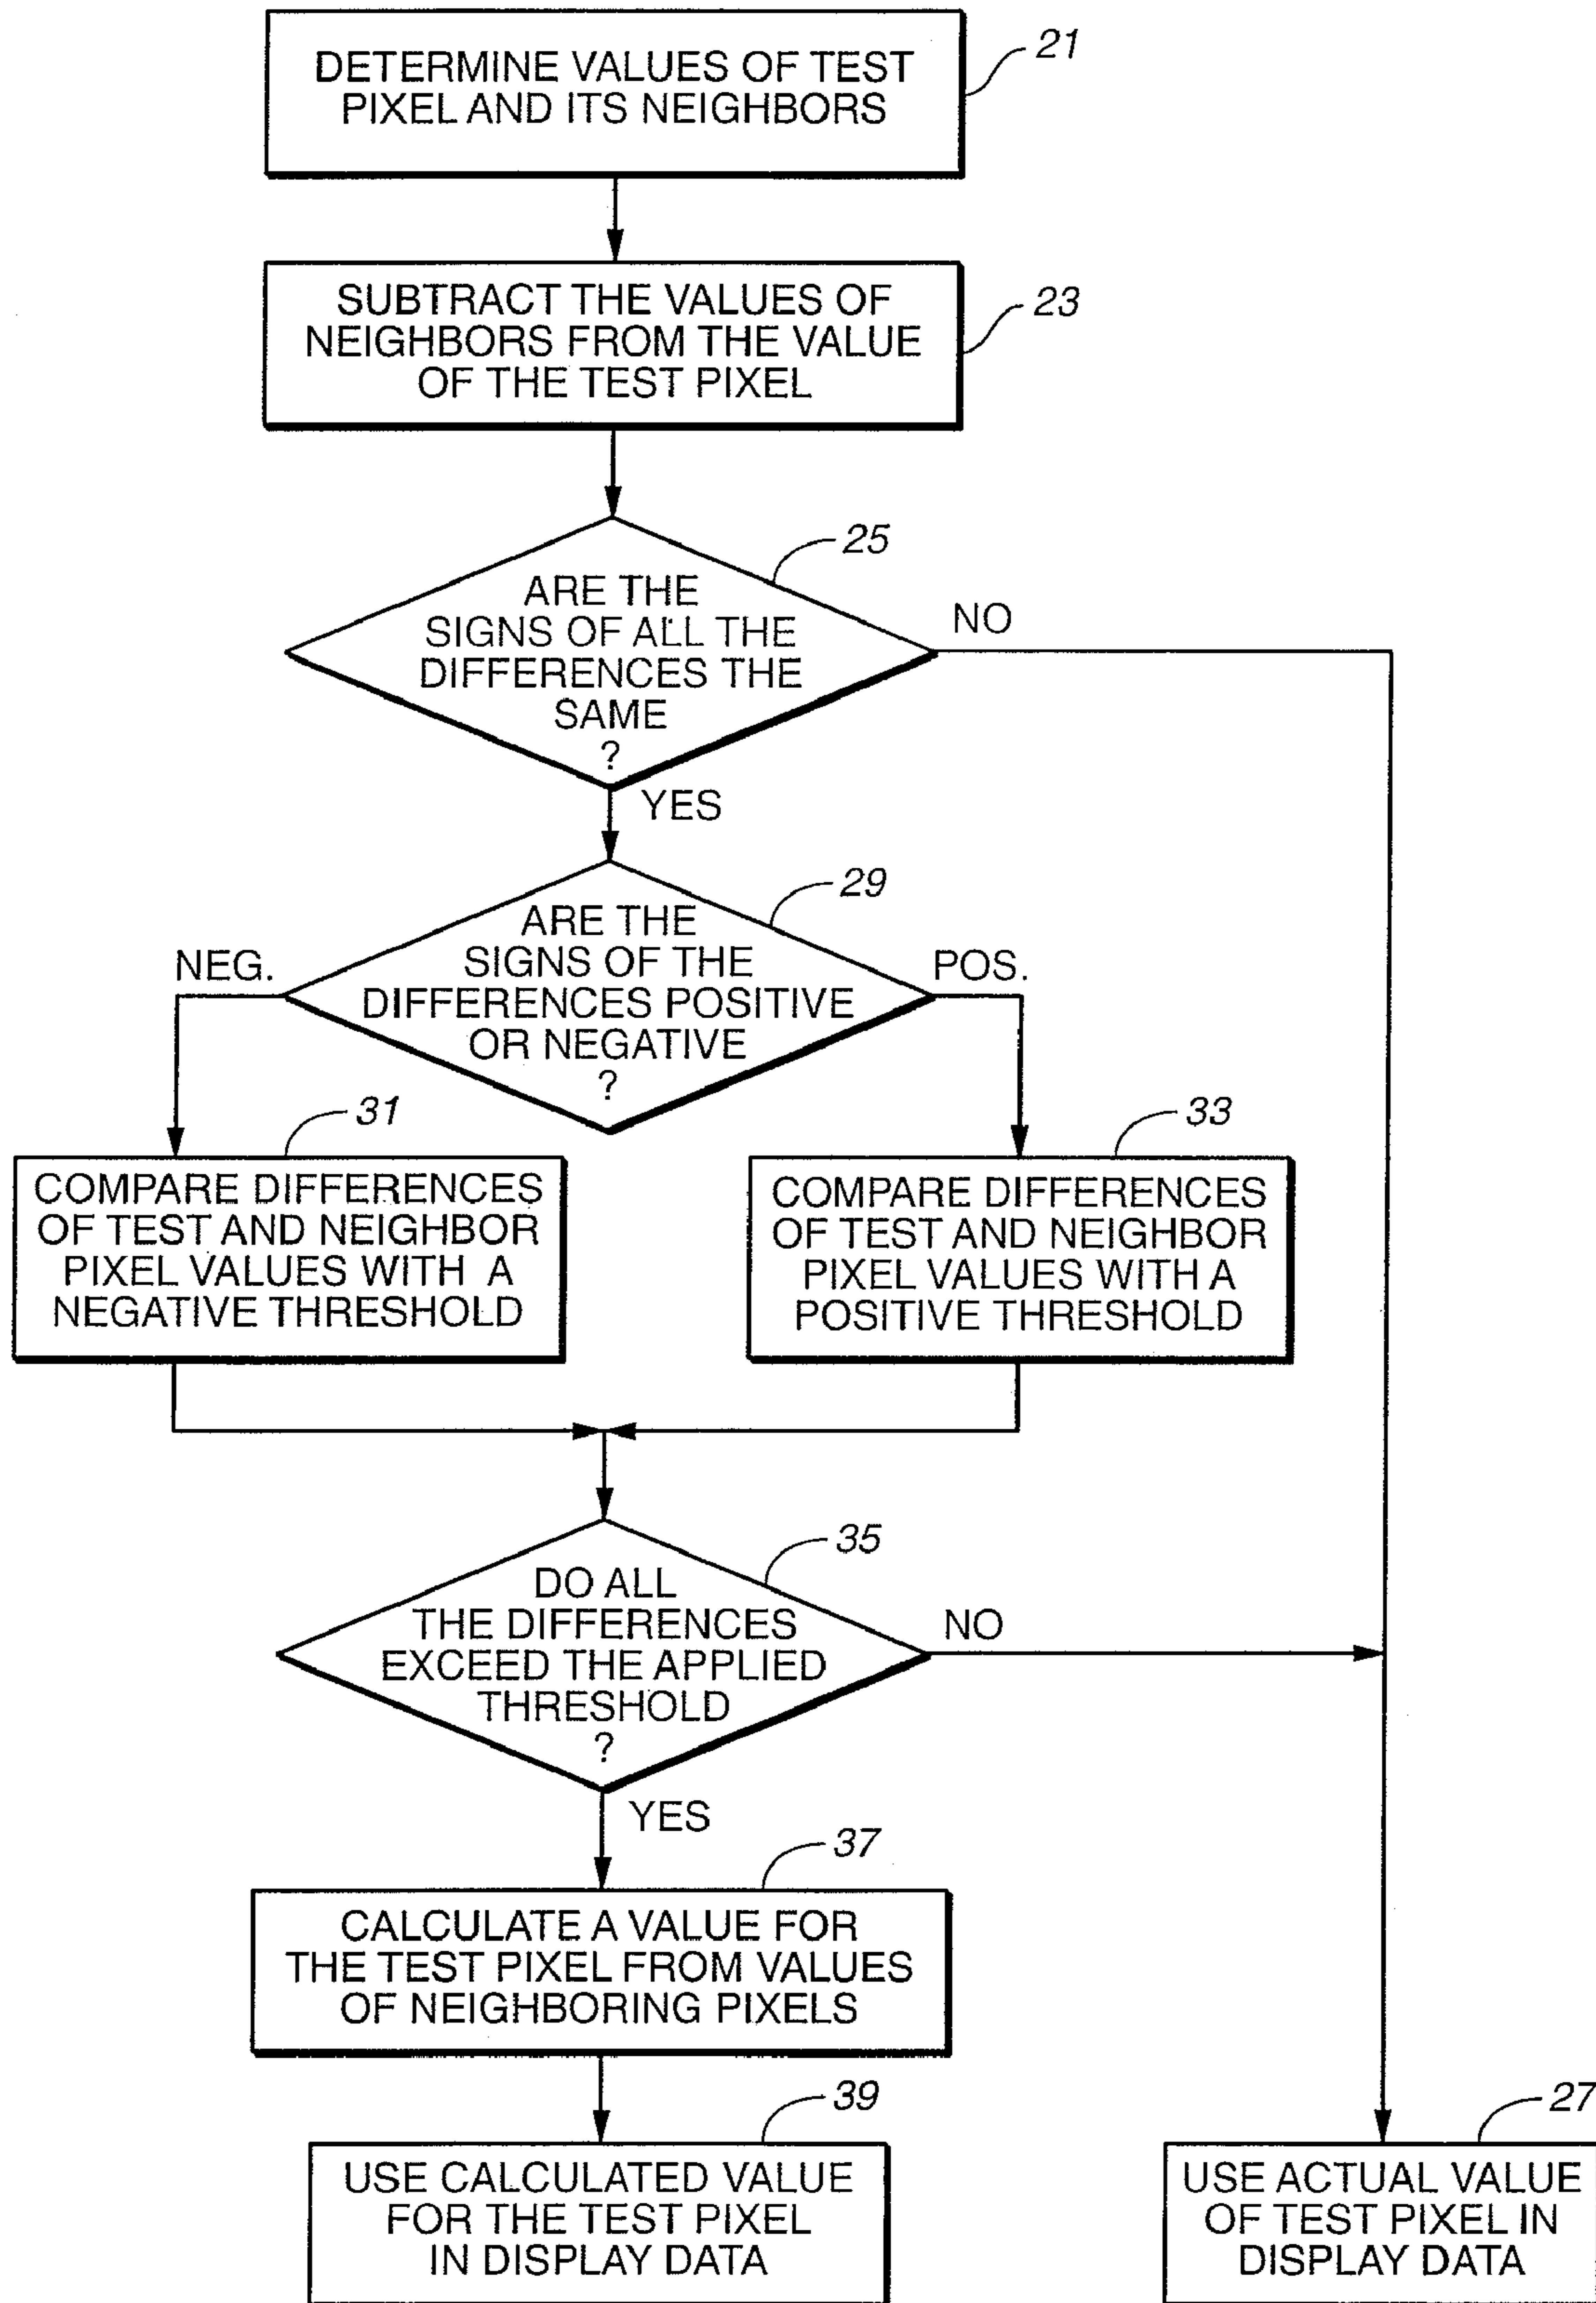 DETERMINE VALUES OF TEST
PIXEL AND ITS NEIGHBORS
21
SUBTRACT THE VALUES OF
NEIGHBORS FROM THE VALUE
OF THE TEST PIXEL
23
25
ARE THE
SIGNS OF ALL THE
DIFFERENCES THE
SAME
?
NO
YES
29
ARE THE
SIGNS OF THE
DIFFERENCES POSITIVE
OR NEGATIVE
?
NEG.
POS.
31
COMPARE DIFFERENCES
OF TEST AND NEIGHBOR
PIXEL VALUES WITH A
NEGATIVE THRESHOLD
33
COMPARE DIFFERENCES
OF TEST AND NEIGHBOR
PIXEL VALUES WITH A
POSITIVE THRESHOLD
35
DO ALL
THE DIFFERENCES
EXCEED THE APPLIED
THRESHOLD
?
NO
YES
37
CALCULATE A VALUE FOR
THE TEST PIXEL FROM VALUES
OF NEIGHBORING PIXELS
39
USE CALCULATED VALUE
FOR THE TEST PIXEL
IN DISPLAY DATA
27
USE ACTUAL VALUE
OF TEST PIXEL IN
DISPLAY DATA